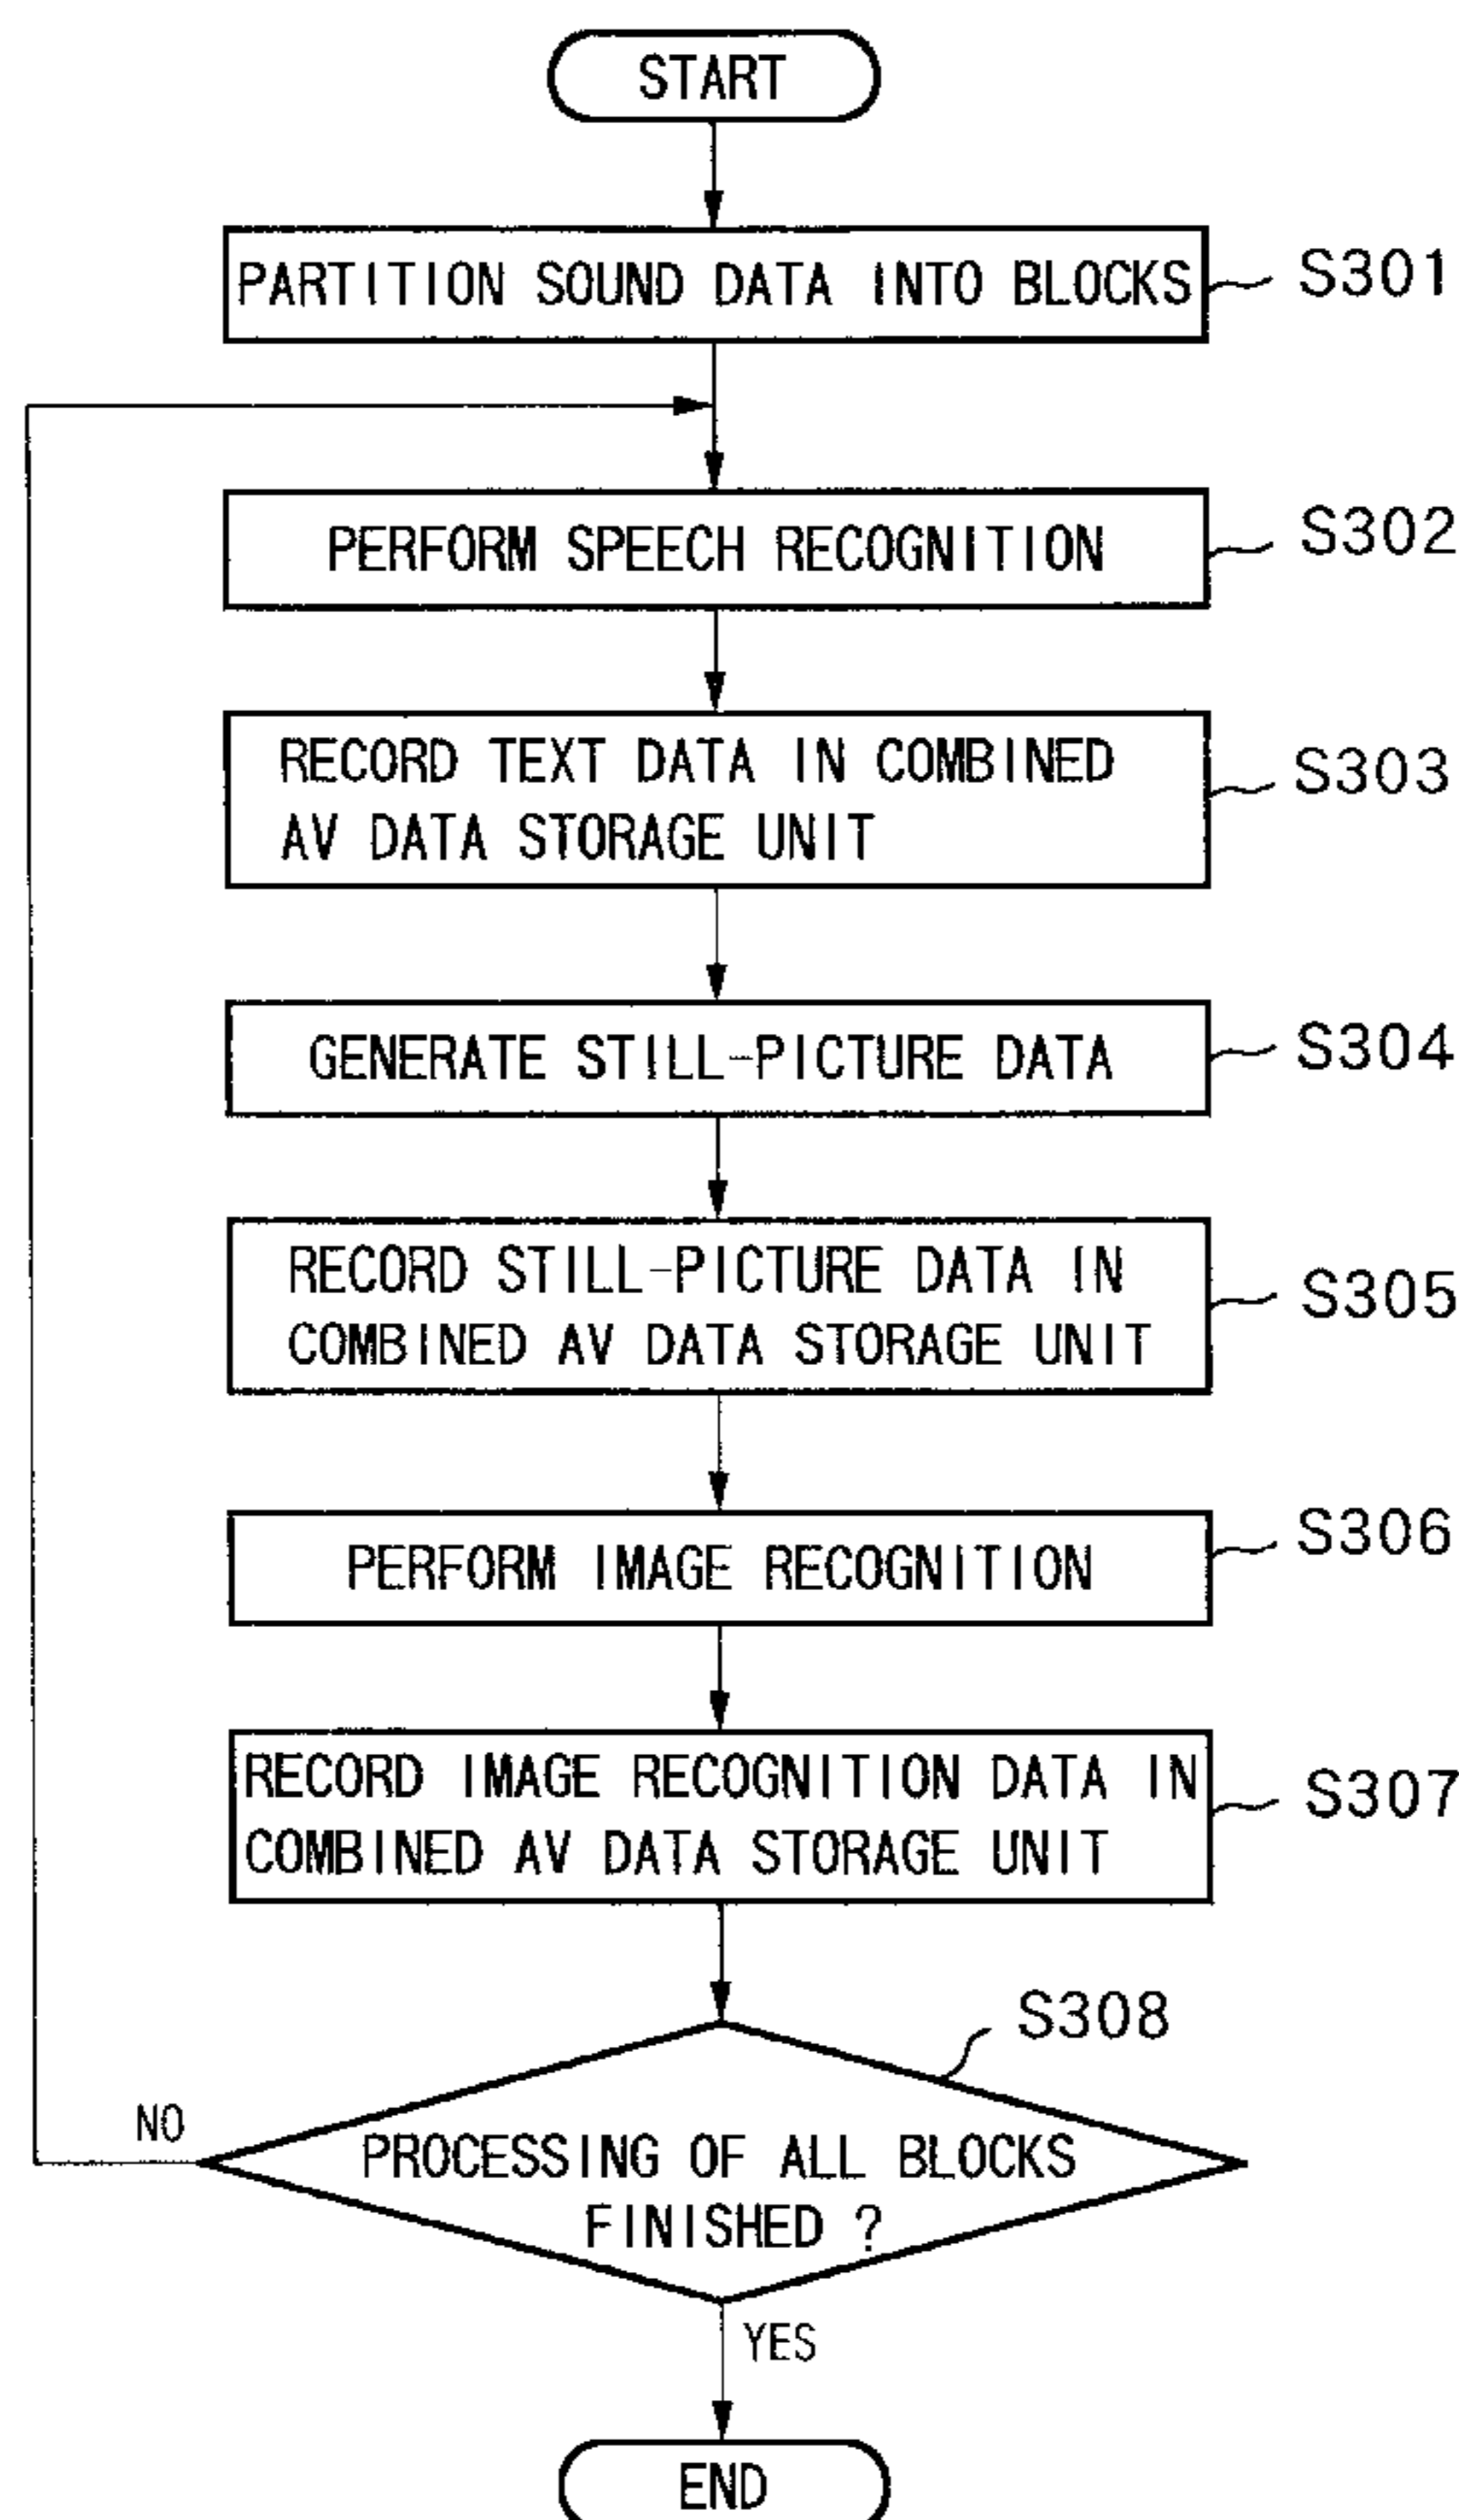 START
PARTITION SOUND DATA INTO BLOCKS
S301
PERFORM SPEECH RECOGNITION
S302
RECORD TEXT DATA IN COMBINED
AV DATA STORAGE UNIT
S303
GENERATE STILL-PICTURE DATA
S304
RECORD STILL-PICTURE DATA IN
COMBINED AV DATA STORAGE UNIT
S305
PERFORM IMAGE RECOGNITION
S306
RECORD IMAGE RECOGNITION DATA IN
COMBINED AV DATA STORAGE UNIT
S307
S308
NO
PROCESSING OF ALL BLOCKS
FINISHED ?
YES
END